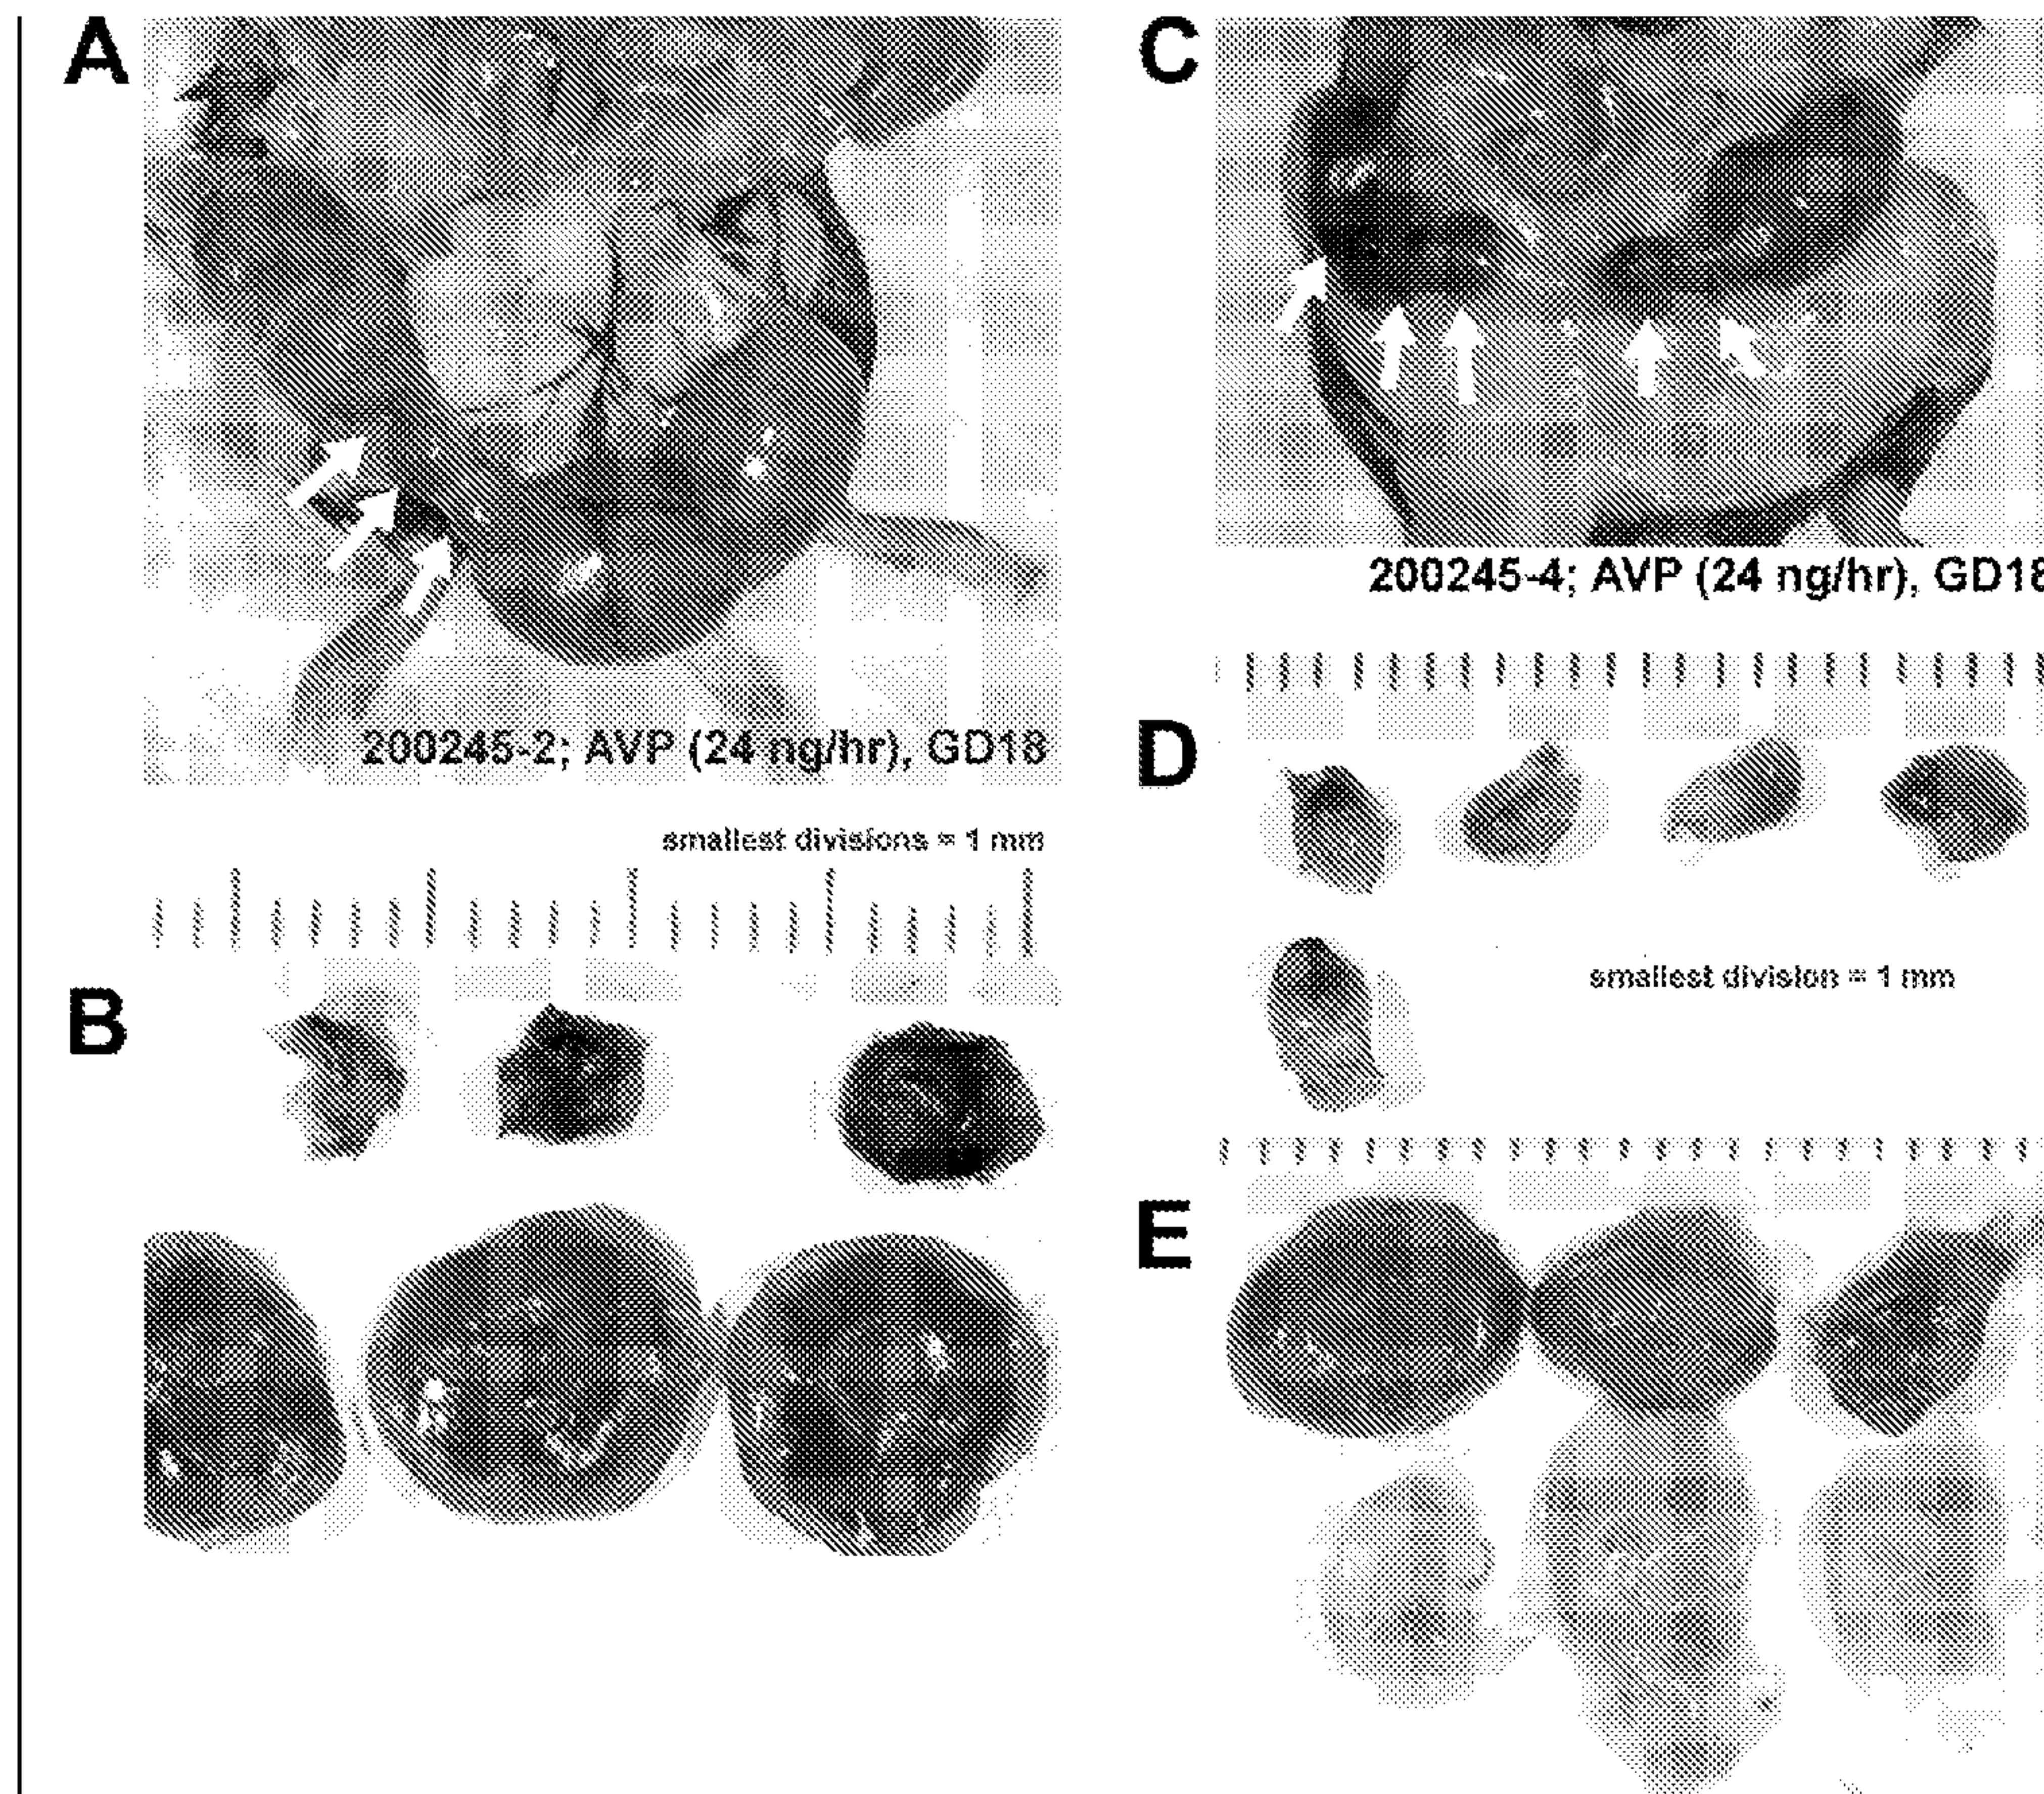 A
200245-2; AVP (24 ng/hr), GD18
smallest divisions = 1 mm
B
C
200245-4; AVP (24 ng/hr), GD18
D
smallest division = 1 mm
E